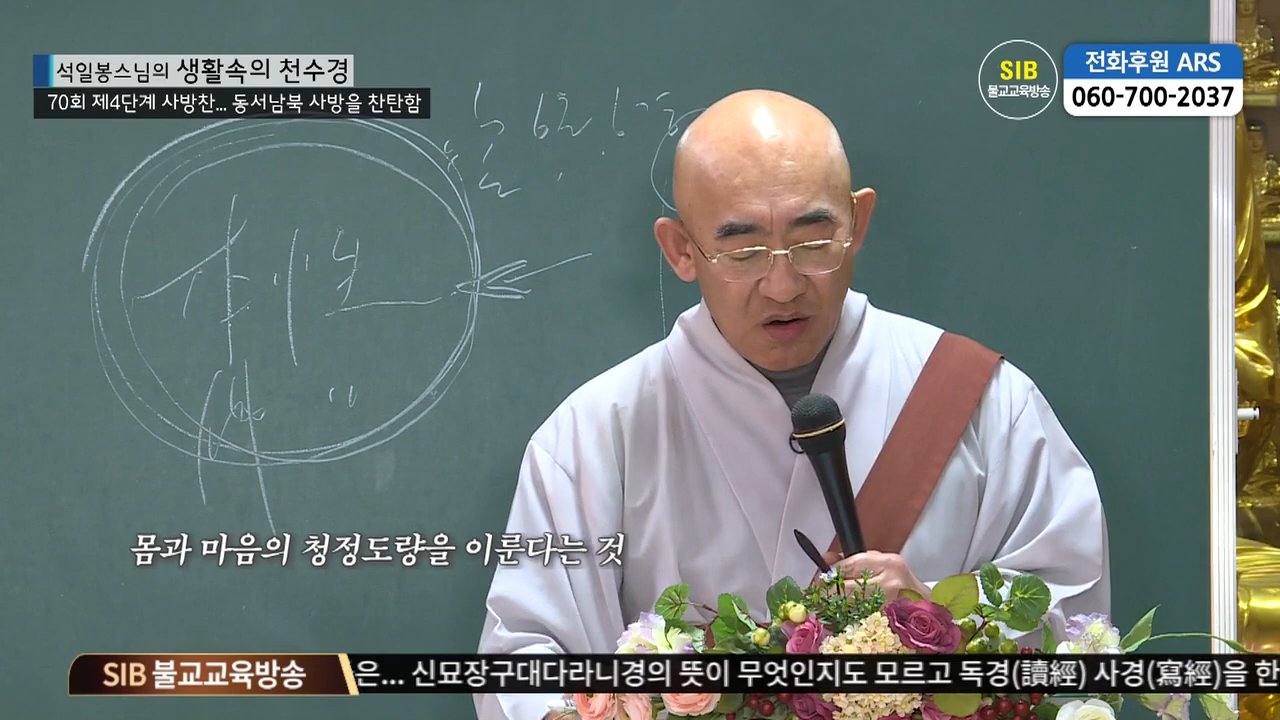 석일봉스님의 생활속의 천수경
70회 제4단계 사방찬... 동서남북 사방을 찬탄함
SIB
불교교육방송
전화후원 ARS
060-700-2037
몸과 마음의 청정도량을 이룬다는 것
SIB 불교교육방송
은... 신묘장구대다라니경의 뜻이 무엇인지도 모르고 독경(讀經) 사경(寫經)을 한